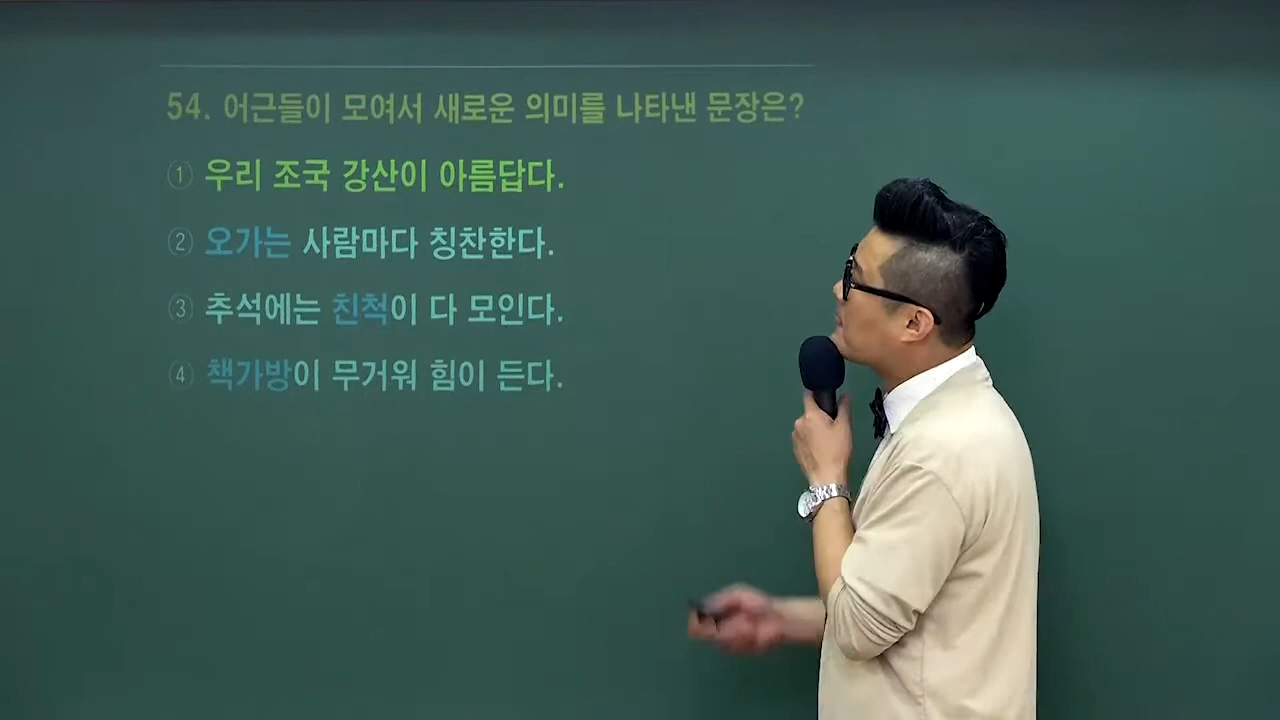 54. 어근들이 모여서 새로운 의미를 나타낸 문장은?
① 우리 조국 강산이 아름답다.
② 오가는 사람마다 칭찬한다.
③ 추석에는 친척이 다 모인다.
④ 책가방이 무거워 힘이 든다.